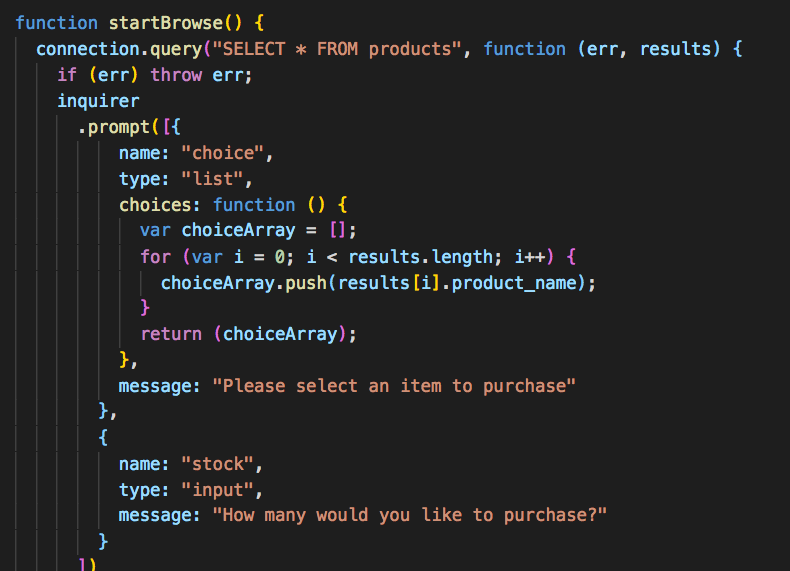 function startBrowse() {
connection.query("SELECT * FROM products", function (err, results) {
if (err) throw err;
inquirer
.prompt([{
name: "choice",
type: "list",
choices: function () {
var choiceArray = [];
for (var i = 0; i < results.length; i++) {
choiceArray.push(results[i].product_name);
}
return (choiceArray);
},
message: "Please select an item to purchase"
},
{
name: "stock",
type: "input",
message: "How many would you like to purchase?"
}
])